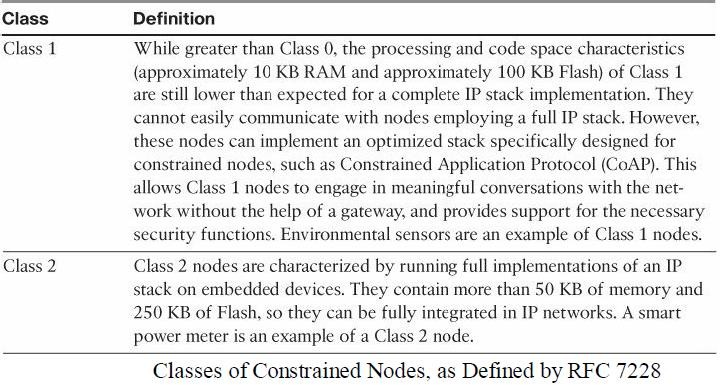 Class Definition
Class 1 While greater than Class 0, the processing and code space characteristics
(approximately 10 KB RAM and approximately 100 KB Flash) of Class 1
are still lower than expected for a complete IP stack implementation. They
cannot easily communicate with nodes employing a full IP stack. However,
these nodes can implement an optimized stack specifically designed for
constrained nodes, such as Constrained Application Protocol (CoAP). This
allows Class 1 nodes to engage in meaningful conversations with the net-
work without the help of a gateway, and provides support for the necessary
security functions. Environmental sensors are an example of Class 1 nodes.
Class 2 Class 2 nodes are characterized by running full implementations of an IP
stack on embedded devices. They contain more than 50 KB of memory and
250 KB of Flash, so they can be fully integrated in IP networks. A smart
power meter is an example of a Class 2 node.
Classes of Constrained Nodes, as Defined by RFC 7228